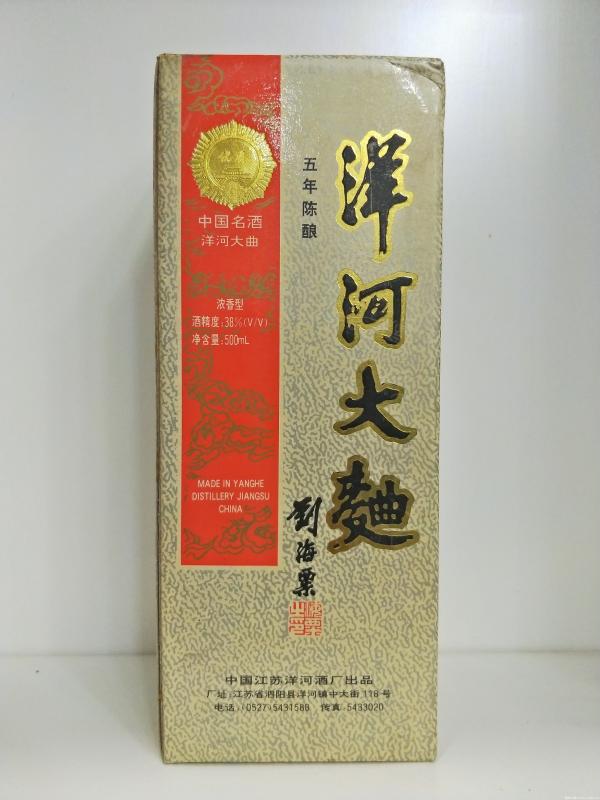 洋河大麯
五年陈酿
劉海粟
优质
中国名酒
洋河大曲
浓香型
酒精度:38%(V/V)
净含量:500mL
MADE IN YANGHE
DISTILLERY JIANGSU
CHINA
中国江苏洋河酒厂出品
厂址:江苏省泗阳县洋河镇中大街118号
电话:(0527)5431588 传真:5433020